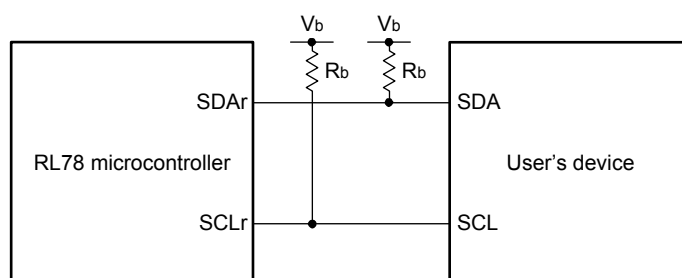 Vb Vb
Rb Rb
SDAr SDA
RL78 microcontroller User's device
SCLr SCL